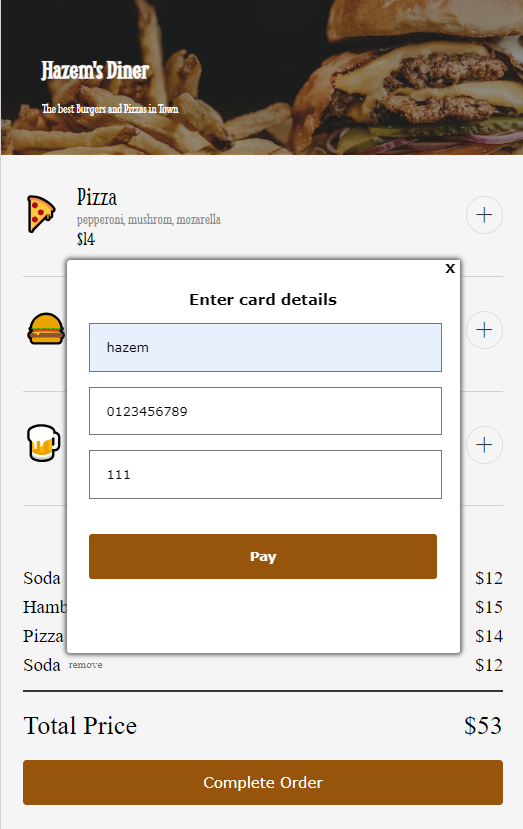 Hazem's Diner
The best Burgers and Pizzas in Town
Pizza
pepperoni, mushrom, mozarella
$14
X
Enter card details
hazem
0123456789
111
Pay
Soda $12
Hamb $15
Pizza $14
Soda remove $12
Total Price $53
Complete Order